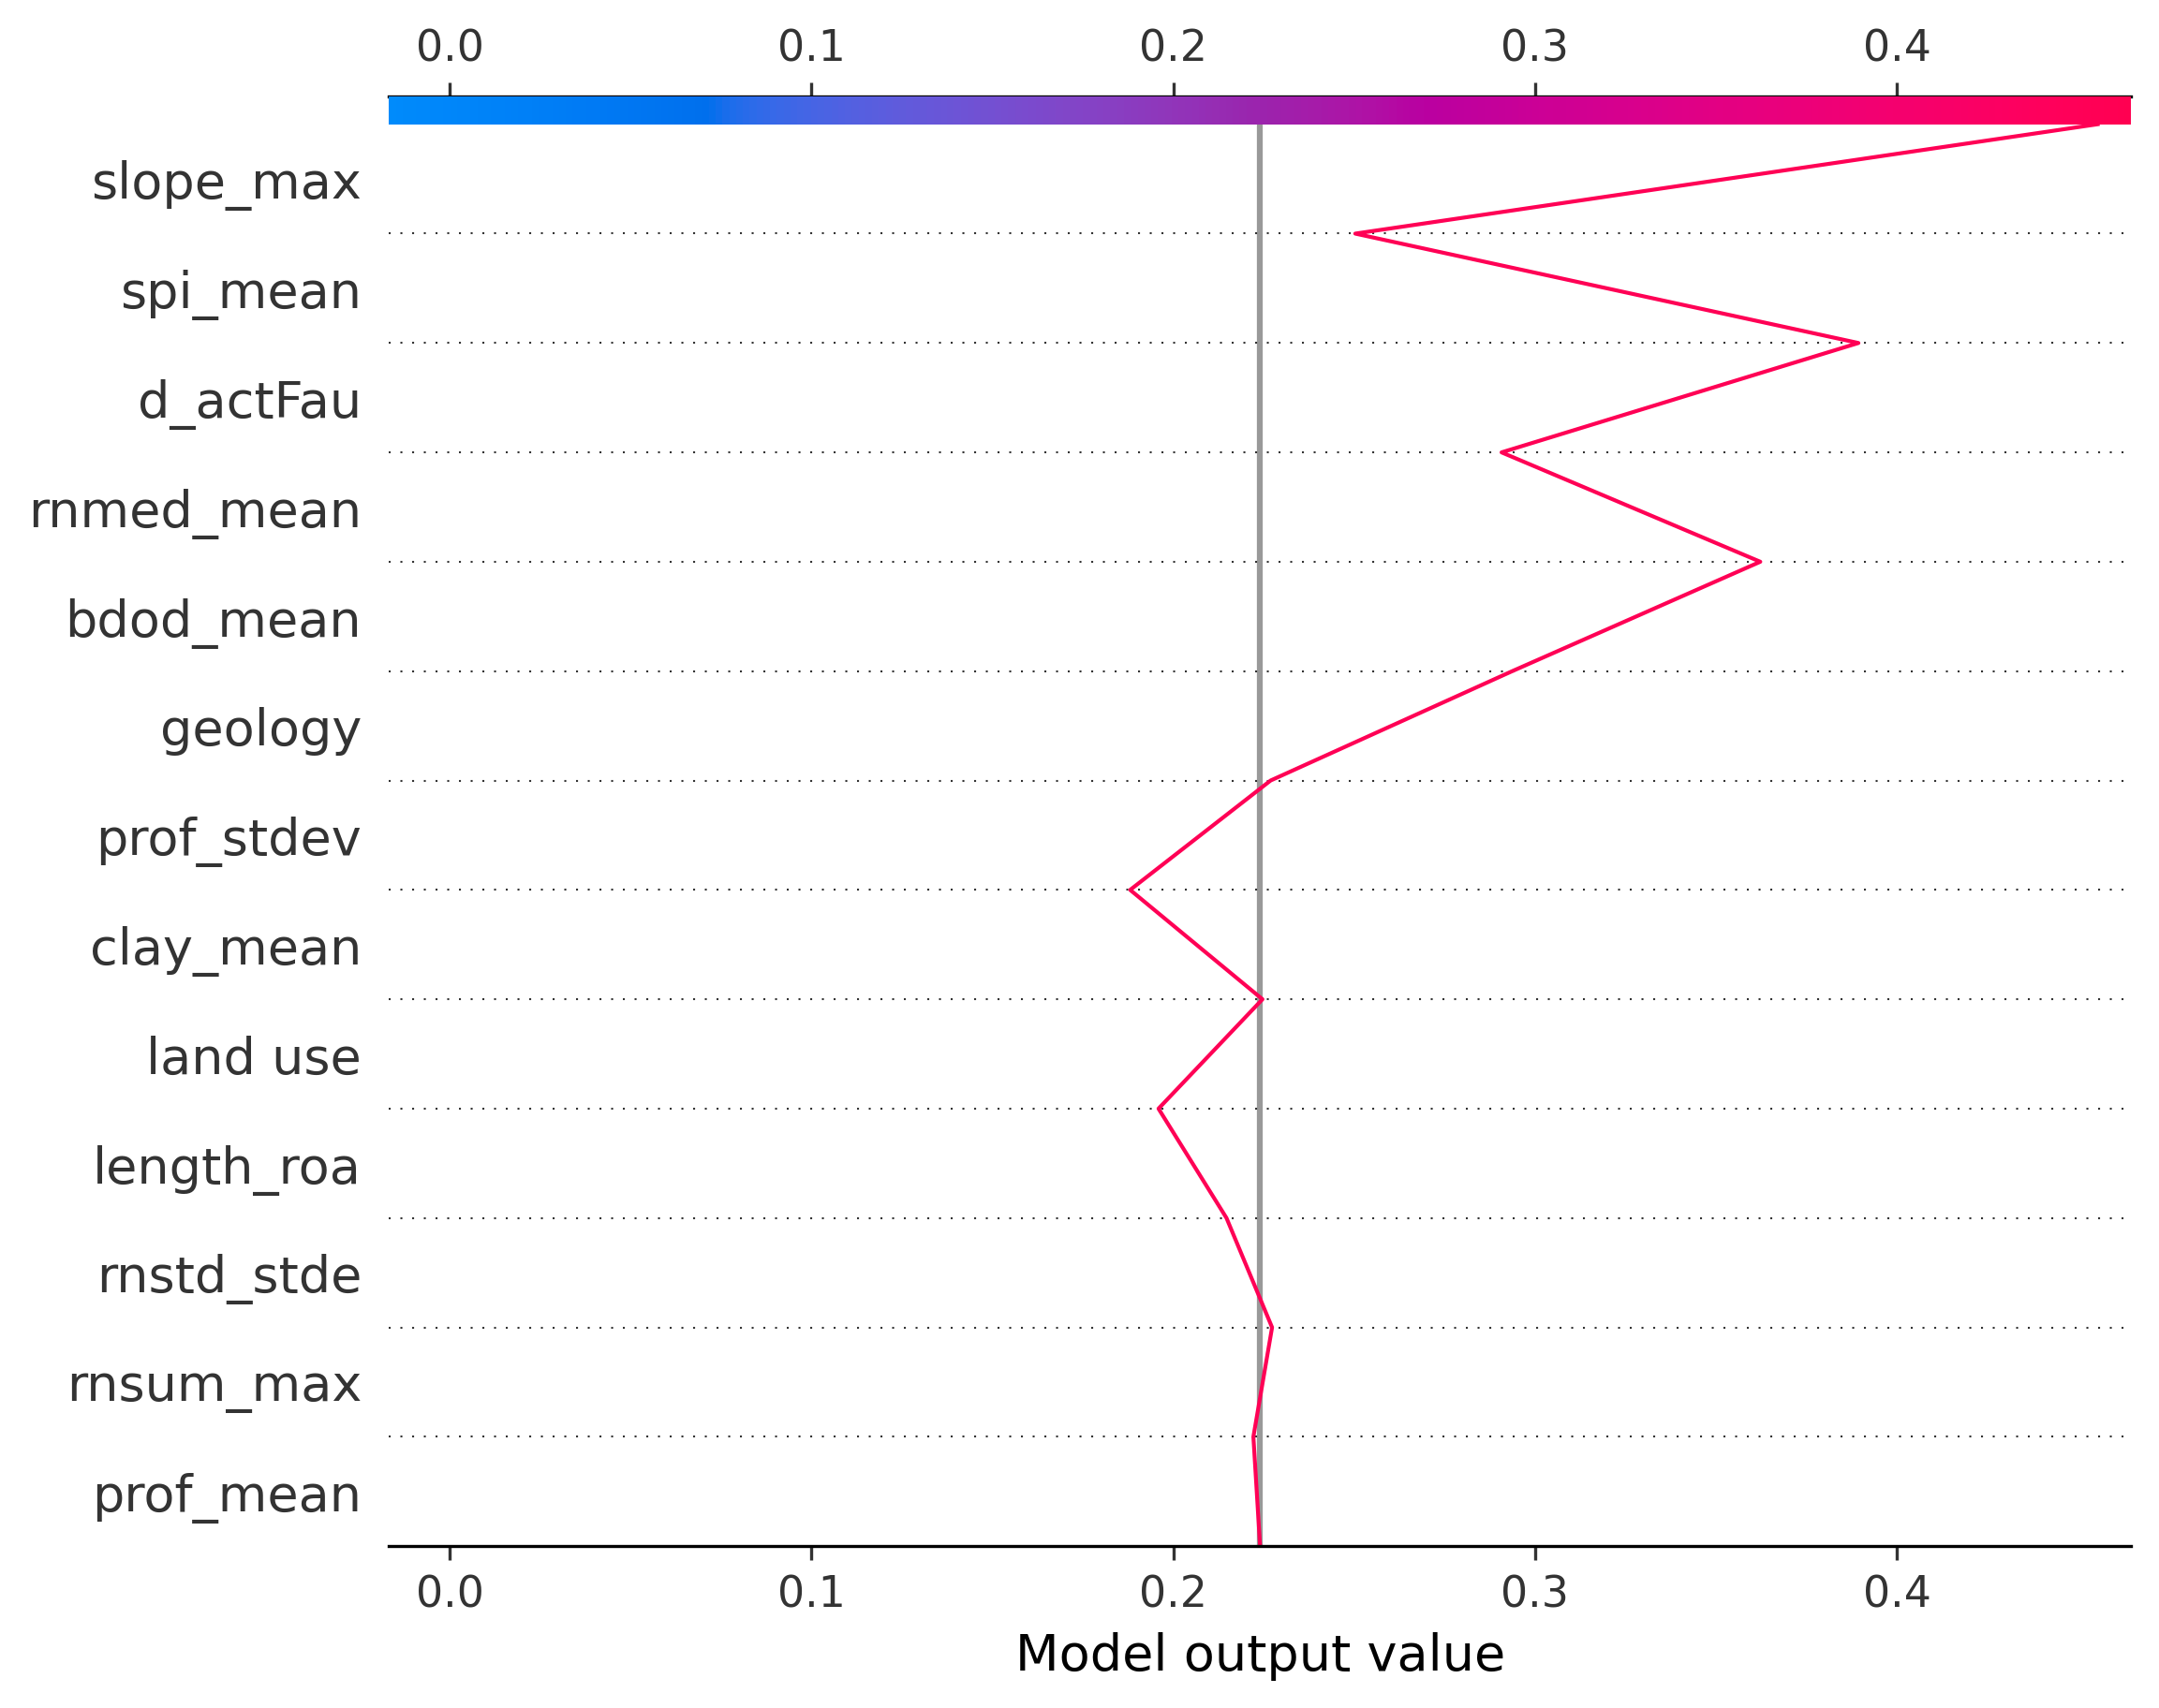 0.0 0.1 0.2 0.3 0.4
slope_max
spi_mean
d_actFau
rnmed_mean
bdod_mean
geology
prof_stdev
clay_mean
land use
length_roa
rnstd_stde
rnsum_max
prof_mean
0.0 0.1 0.2 0.3 0.4
Model output value